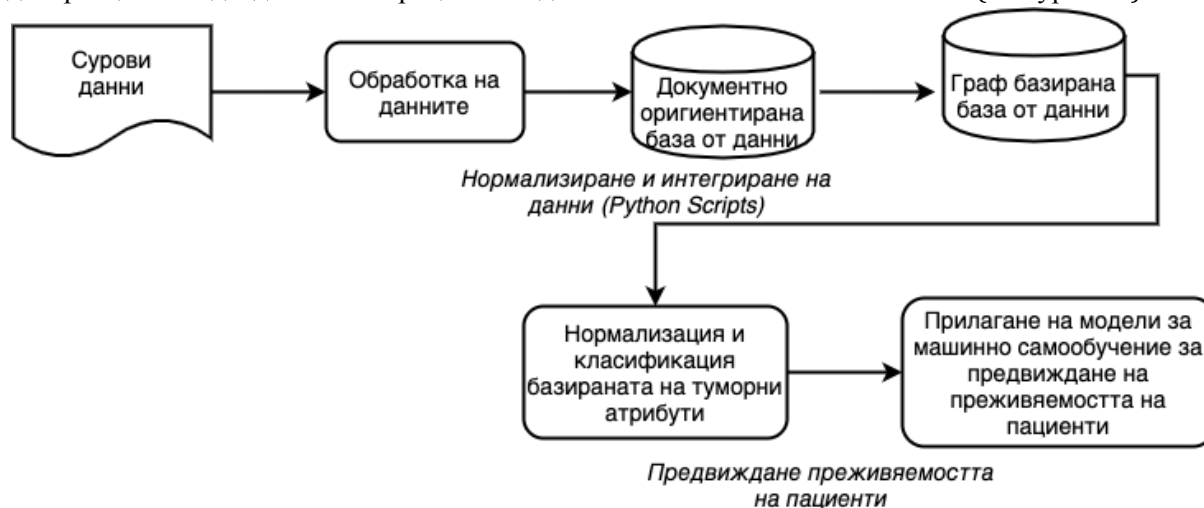 Сурови
данни
Обработка на
данните
Документно
оригиентирана
база от данни
Граф базирана
база от данни
Нормализиране и интегриране на
данни (Python Scripts)
Нормализация и
класификация
базираната на туморни
атрибути
Прилагане на модели за
машинно самообучение за
предвиждане на
преживяемостта на
пациенти
Предвиждане преживяемостта
на пациенти